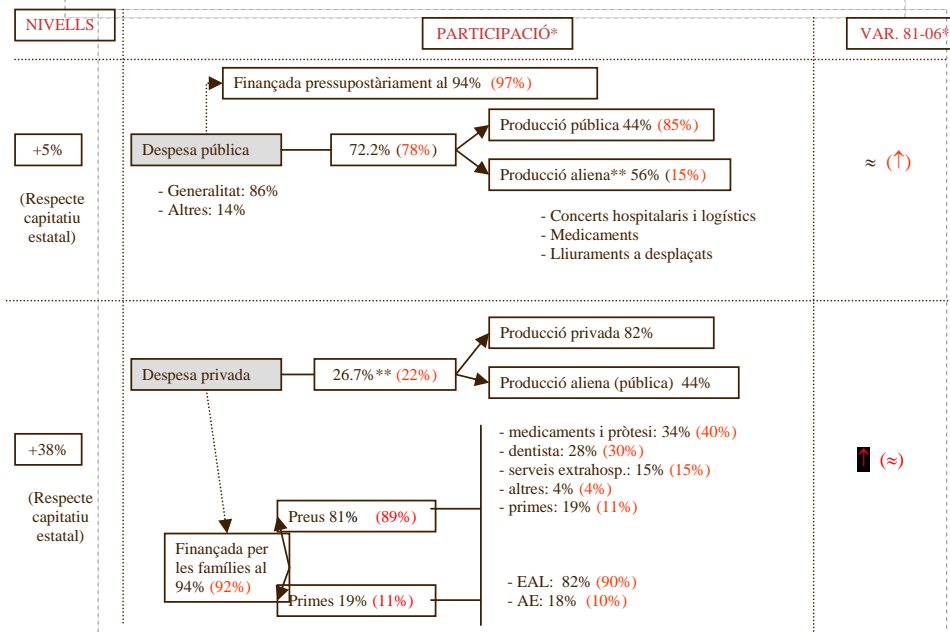 NIVELLS
PARTICIPACIÓ*
VAR. 81-06*
Finançada pressupostàriament al 94% (97%)
+5%
(Respecte
capitatiu
estatal)
Despesa pública
72.2% (78%)
Producció pública 44% (85%)
Producció aliena** 56% (15%)
≈ (↑)
- Generalitat: 86%
- Altres: 14%
- Concerts hospitalaris i logístics
- Medicaments
- Lliuraments a desplaçats
Despesa privada
26.7%** (22%)
Producció privada 82%
Producció aliena (pública) 44%
+38%
(Respecte
capitatiu
estatal)
- medicaments i pròtesi: 34% (40%)
- dentista: 28% (30%)
- serveis extrahosp.: 15% (15%)
- altres: 4% (4%)
- primes: 19% (11%)
↑ (≈)
Preus 81% (89%)
Finançada per
les famílies al
94% (92%)
Primes 19% (11%)
- EAL: 82% (90%)
- AE: 18% (10%)